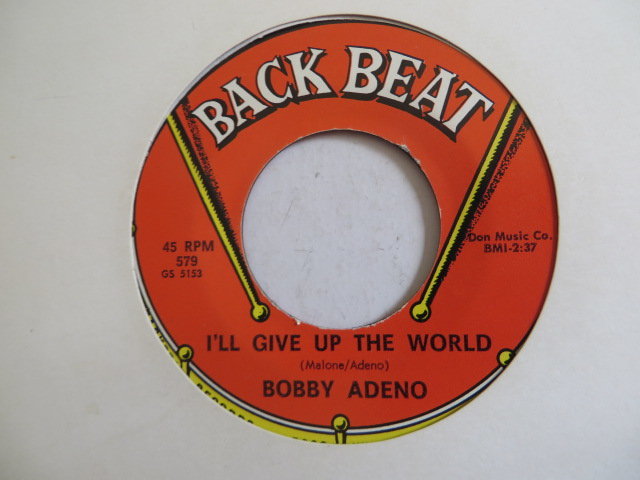 BACK BEAT
45 RPM
579
GS 5153
Don Music Co.
BMI-2:37
I'LL GIVE UP THE WORLD
(Malone/Adeno)
BOBBY ADENO
RECORDS